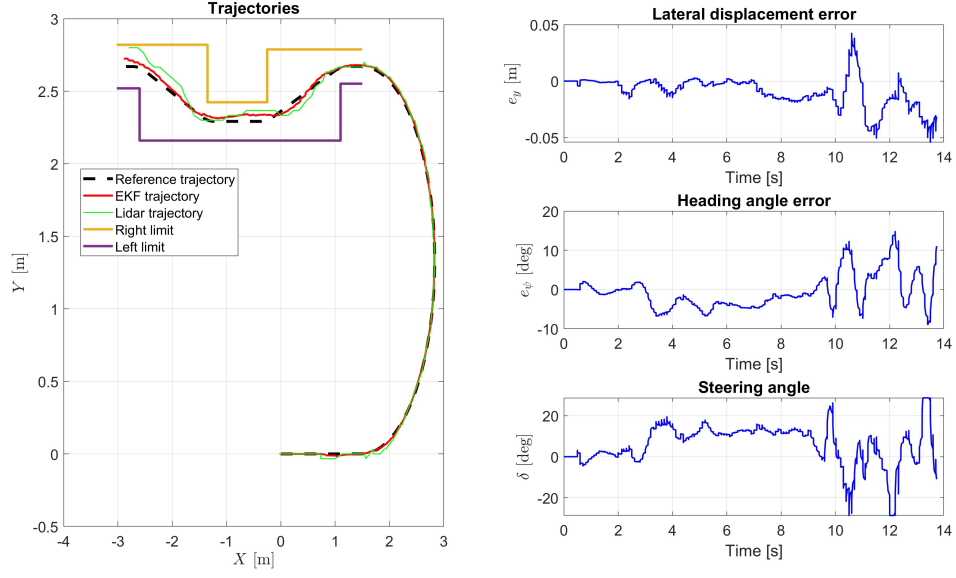 Trajectories
3
2.5
2
1.5
1
0.5
0
-0.5
-4
-3
-2
-1
0
1
2
3
X [m]
Y [m]
Reference trajectory
EKF trajectory
Lidar trajectory
Right limit
Left limit
Lateral displacement error
0.05
0
-0.05
e_y [m]
0
2
4
6
8
10
12
14
Time [s]
Heading angle error
20
10
0
-10
e_ψ [deg]
0
2
4
6
8
10
12
14
Time [s]
Steering angle
20
0
-20
δ [deg]
0
2
4
6
8
10
12
14
Time [s]